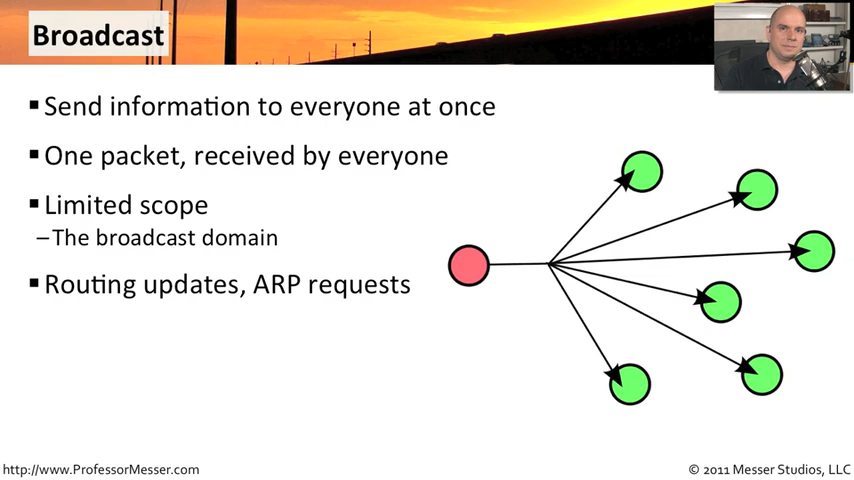 Broadcast
▪Send information to everyone at once
▪One packet, received by everyone
▪Limited scope
–The broadcast domain
▪Routing updates, ARP requests
http://www.ProfessorMesser.com
© 2011 Messer Studios, LLC